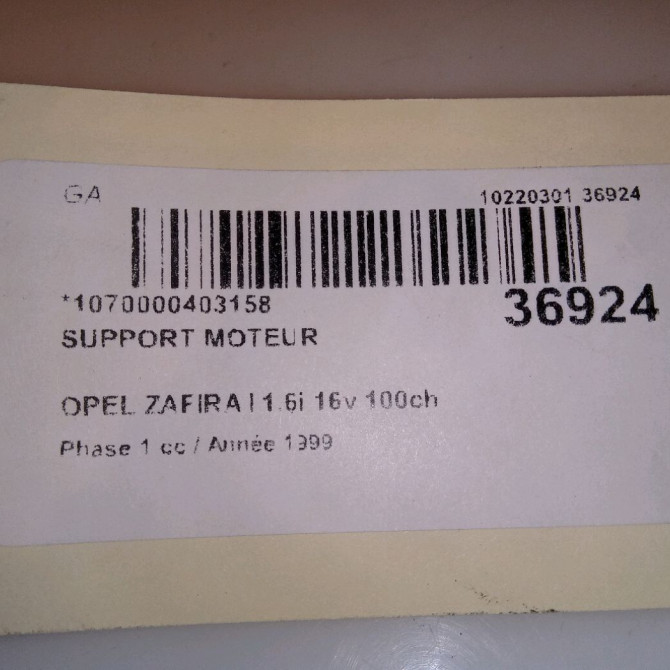 GA
10220301 36924
*1070000403158
36924
SUPPORT MOTEUR
OPEL ZAFIRA I 1.6i 16v 100ch
Phase 1 cc / Année 1999